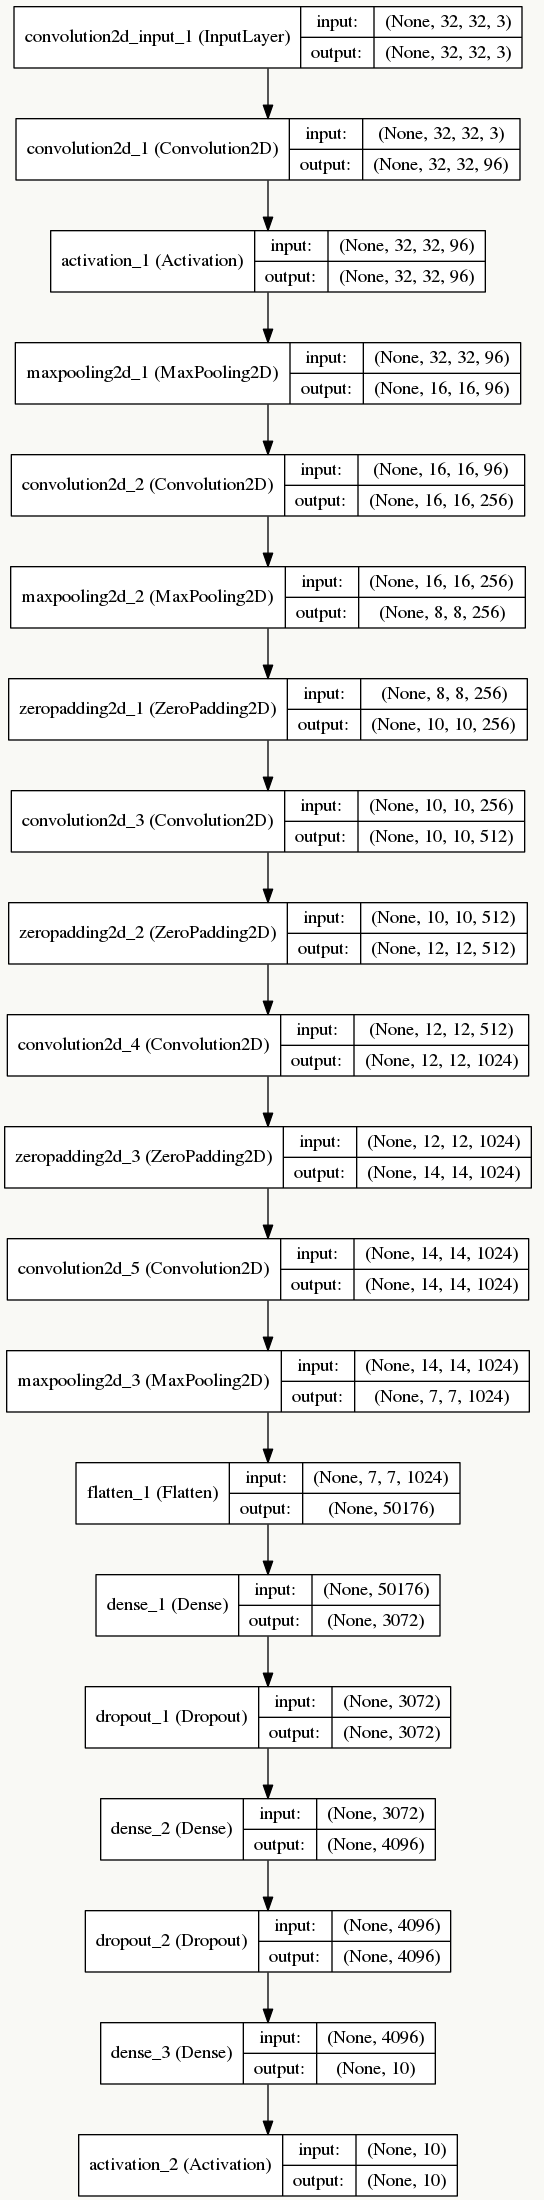 convolution2d_input_1 (InputLayer)
input: (None, 32, 32, 3)
output: (None, 32, 32, 3)
convolution2d_1 (Convolution2D)
input: (None, 32, 32, 3)
output: (None, 32, 32, 96)
activation_1 (Activation)
input: (None, 32, 32, 96)
output: (None, 32, 32, 96)
maxpooling2d_1 (MaxPooling2D)
input: (None, 32, 32, 96)
output: (None, 16, 16, 96)
convolution2d_2 (Convolution2D)
input: (None, 16, 16, 96)
output: (None, 16, 16, 256)
maxpooling2d_2 (MaxPooling2D)
input: (None, 16, 16, 256)
output: (None, 8, 8, 256)
zeropadding2d_1 (ZeroPadding2D)
input: (None, 8, 8, 256)
output: (None, 10, 10, 256)
convolution2d_3 (Convolution2D)
input: (None, 10, 10, 256)
output: (None, 10, 10, 512)
zeropadding2d_2 (ZeroPadding2D)
input: (None, 10, 10, 512)
output: (None, 12, 12, 512)
convolution2d_4 (Convolution2D)
input: (None, 12, 12, 512)
output: (None, 12, 12, 1024)
zeropadding2d_3 (ZeroPadding2D)
input: (None, 12, 12, 1024)
output: (None, 14, 14, 1024)
convolution2d_5 (Convolution2D)
input: (None, 14, 14, 1024)
output: (None, 14, 14, 1024)
maxpooling2d_3 (MaxPooling2D)
input: (None, 14, 14, 1024)
output: (None, 7, 7, 1024)
flatten_1 (Flatten)
input: (None, 7, 7, 1024)
output: (None, 50176)
dense_1 (Dense)
input: (None, 50176)
output: (None, 3072)
dropout_1 (Dropout)
input: (None, 3072)
output: (None, 3072)
dense_2 (Dense)
input: (None, 3072)
output: (None, 4096)
dropout_2 (Dropout)
input: (None, 4096)
output: (None, 4096)
dense_3 (Dense)
input: (None, 4096)
output: (None, 10)
activation_2 (Activation)
input: (None, 10)
output: (None, 10)